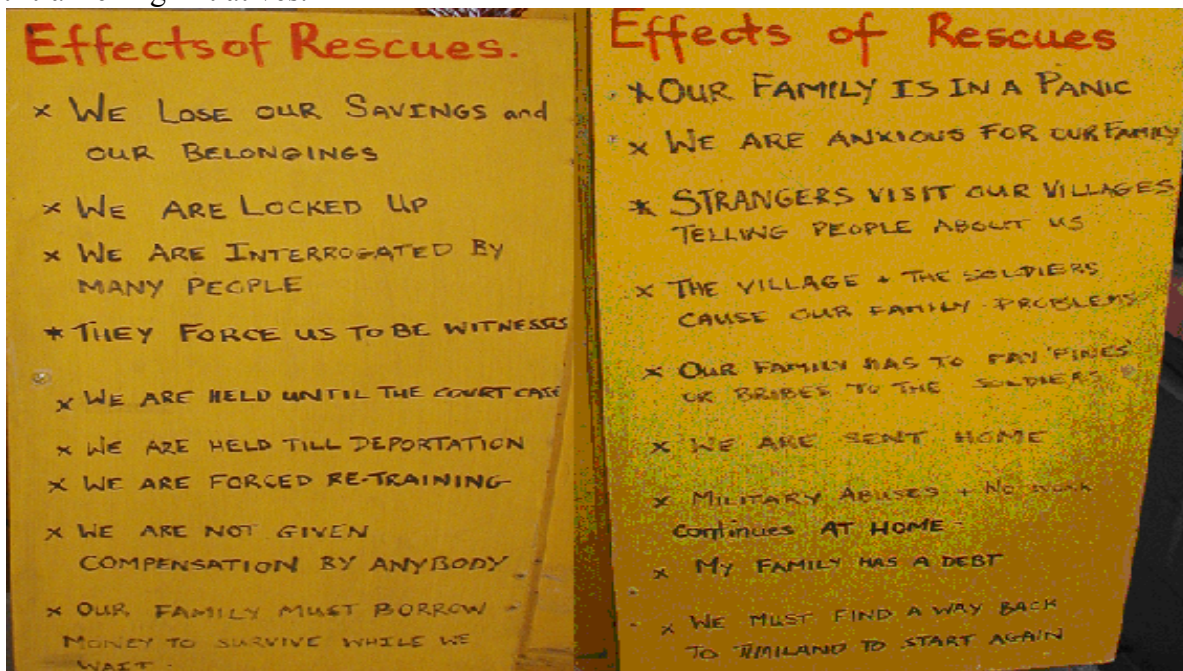 Effects of Rescues.
× WE LOSE OUR SAVINGS and
OUR BELONGINGS
× WE ARE LOCKED UP
× WE ARE INTERROGATED BY
MANY PEOPLE
* THEY FORCE US TO BE WITNESSES
× WE ARE HELD UNTIL THE COURT CASE
× WE ARE HELD TILL DEPORTATION
× WE ARE FORCED RE-TRAINING
× WE ARE NOT GIVEN
COMPENSATION BY ANYBODY
× OUR FAMILY MUST BORROW
MONEY TO SURVIVE WHILE WE
WAIT.
Effects of Rescues
* OUR FAMILY IS IN A PANIC
× WE ARE ANXIOUS FOR OUR FAMILY
* STRANGERS VISIT OUR VILLAGES
TELLING PEOPLE ABOUT US
× THE VILLAGE + THE SOLDIERS
CAUSE OUR FAMILY PROBLEMS
× OUR FAMILY HAS TO PAY 'FINES'
OR BRIBES TO THE SOLDIERS
× WE ARE SENT HOME
× MILITARY ABUSES + NO WORK
continues AT HOME -
× MY FAMILY HAS A DEBT
× WE MUST FIND A WAY BACK
TO THAILAND TO START AGAIN